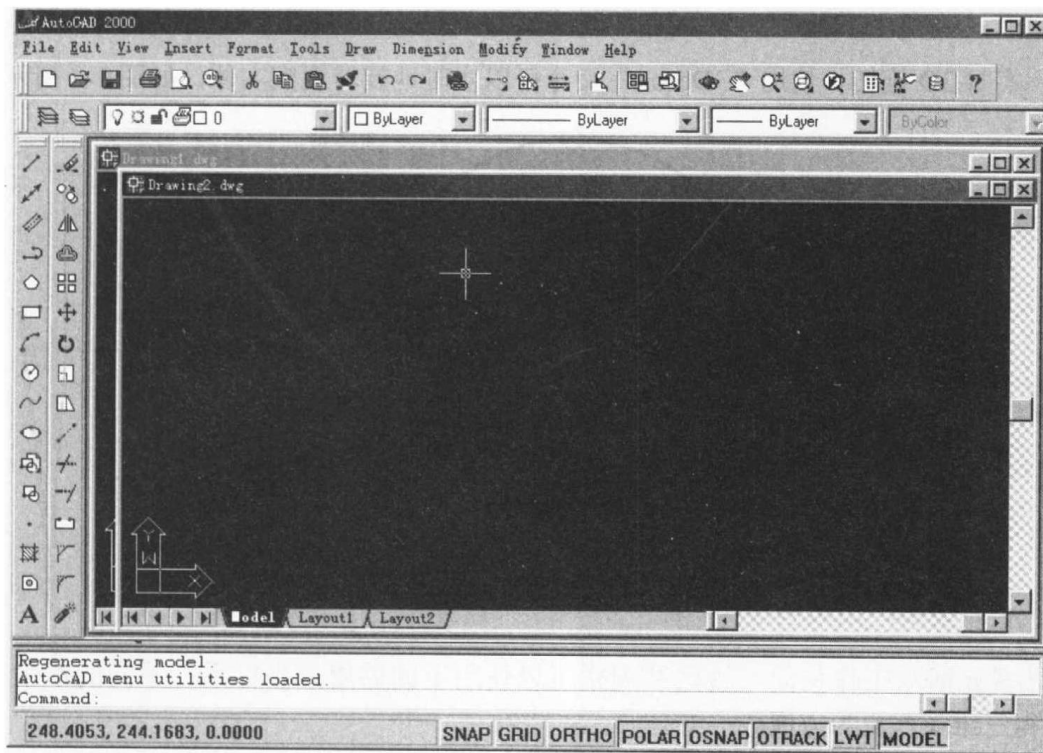 AutoCAD 2000
File Edit View Insert Format Tools Draw Dimension Modify Window Help
0 ByLayer ByLayer ByLayer ByColor
Drawing1.dwg
Drawing2.dwg
Y
W
X
A Model Layout1 Layout2
Regenerating model.
AutoCAD menu utilities loaded.
Command:
248.4053, 244.1683, 0.0000 SNAP GRID ORTHO POLAR OSNAP OTRACK LWT MODEL